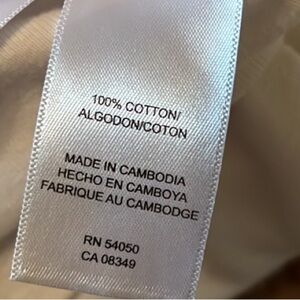 100% COTTON/
ALGODON/COTON
MADE IN CAMBODIA
HECHO EN CAMBOYA
FABRIQUE AU CAMBODGE
RN 54050
CA 08349